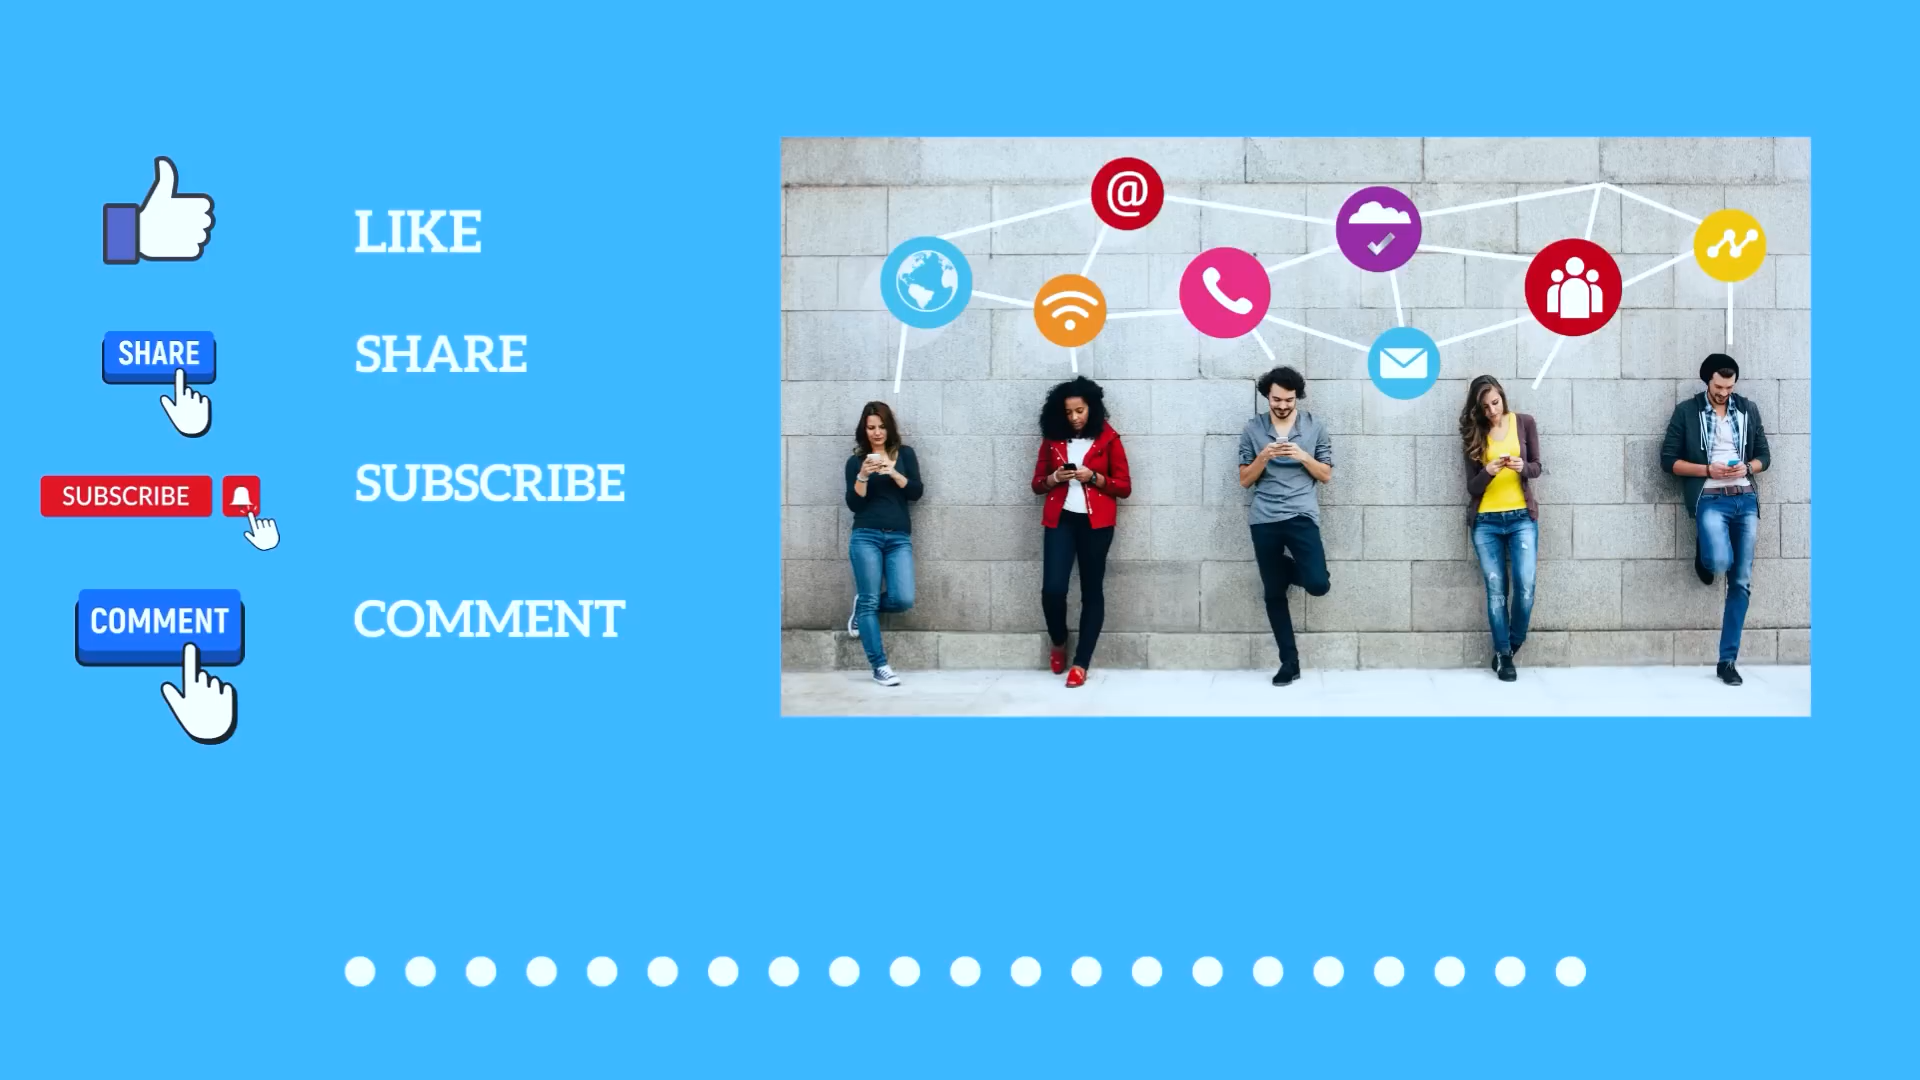 LIKE
SHARE
SHARE
SUBSCRIBE
SUBSCRIBE
COMMENT
COMMENT
@